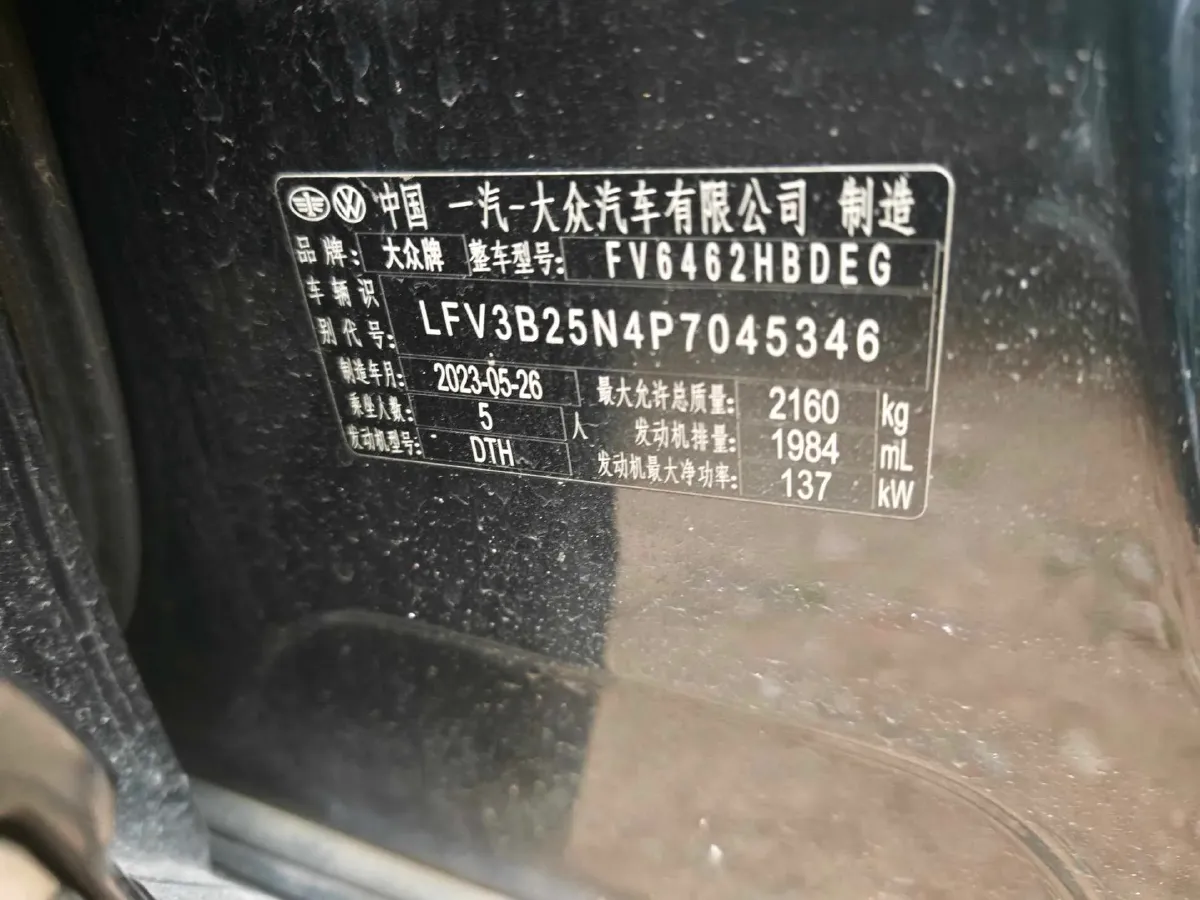 中国 一汽-大众汽车有限公司 制造
品牌: 大众牌 整车型号: FV6462HBDEG
车辆识别代号: LFV3B25N4P7045346
制造年月: 2023-05-26 最大允许总质量: 2160 kg
乘坐人数: 5 人 发动机排量: 1984 mL
发动机型号: DTH 发动机最大净功率: 137 kW